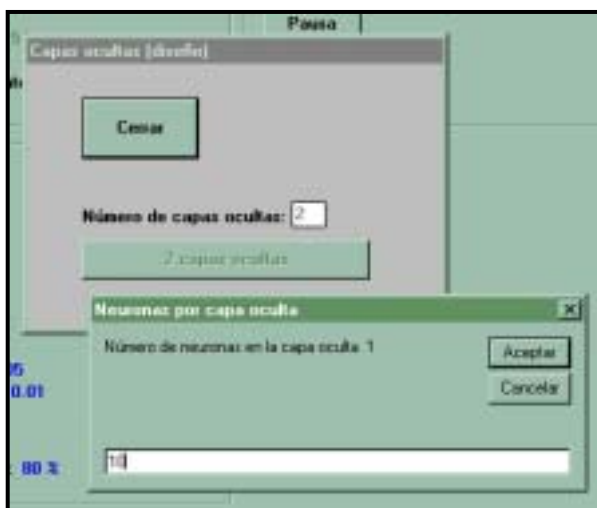 Pausa
Capas ocultas (diseño)
Cerrar
Número de capas ocultas: 2
2 capas ocultas
Neuronas por capa oculta
Número de neuronas en la capa oculta 1
Aceptar
Cancelar
0.01
80 %
10